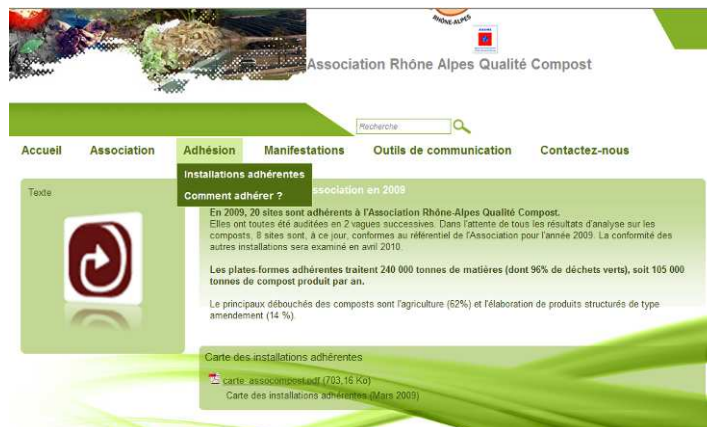 RHÔNE-ALPES
Association Rhône Alpes Qualité Compost
Recherche
Accueil Association Adhésion Manifestations Outils de communication Contactez-nous
Installations adhérentes
Comment adhérer ?
Texte
ssociation en 2009
En 2009, 20 sites sont adhérents à l'Association Rhône-Alpes Qualité Compost.
Elles ont toutes été auditées en 2 vagues successives. Dans l'attente de tous les résultats d'analyse sur les
composts, 8 sites sont, à ce jour, conformes au référentiel de l'Association pour l'année 2009. La conformité des
autres installations sera examiné en avril 2010.
Les plates-formes adhérentes traitent 240 000 tonnes de matières (dont 96% de déchets verts), soit 105 000
tonnes de compost produit par an.
Le principaux débouchés des composts sont l'agriculture (62%) et l'élaboration de produits structurés de type
amendement (14 %).
Carte des installations adhérentes
carte_assocompost.pdf (703,16 Ko)
Carte des installations adhérentes (Mars 2009)